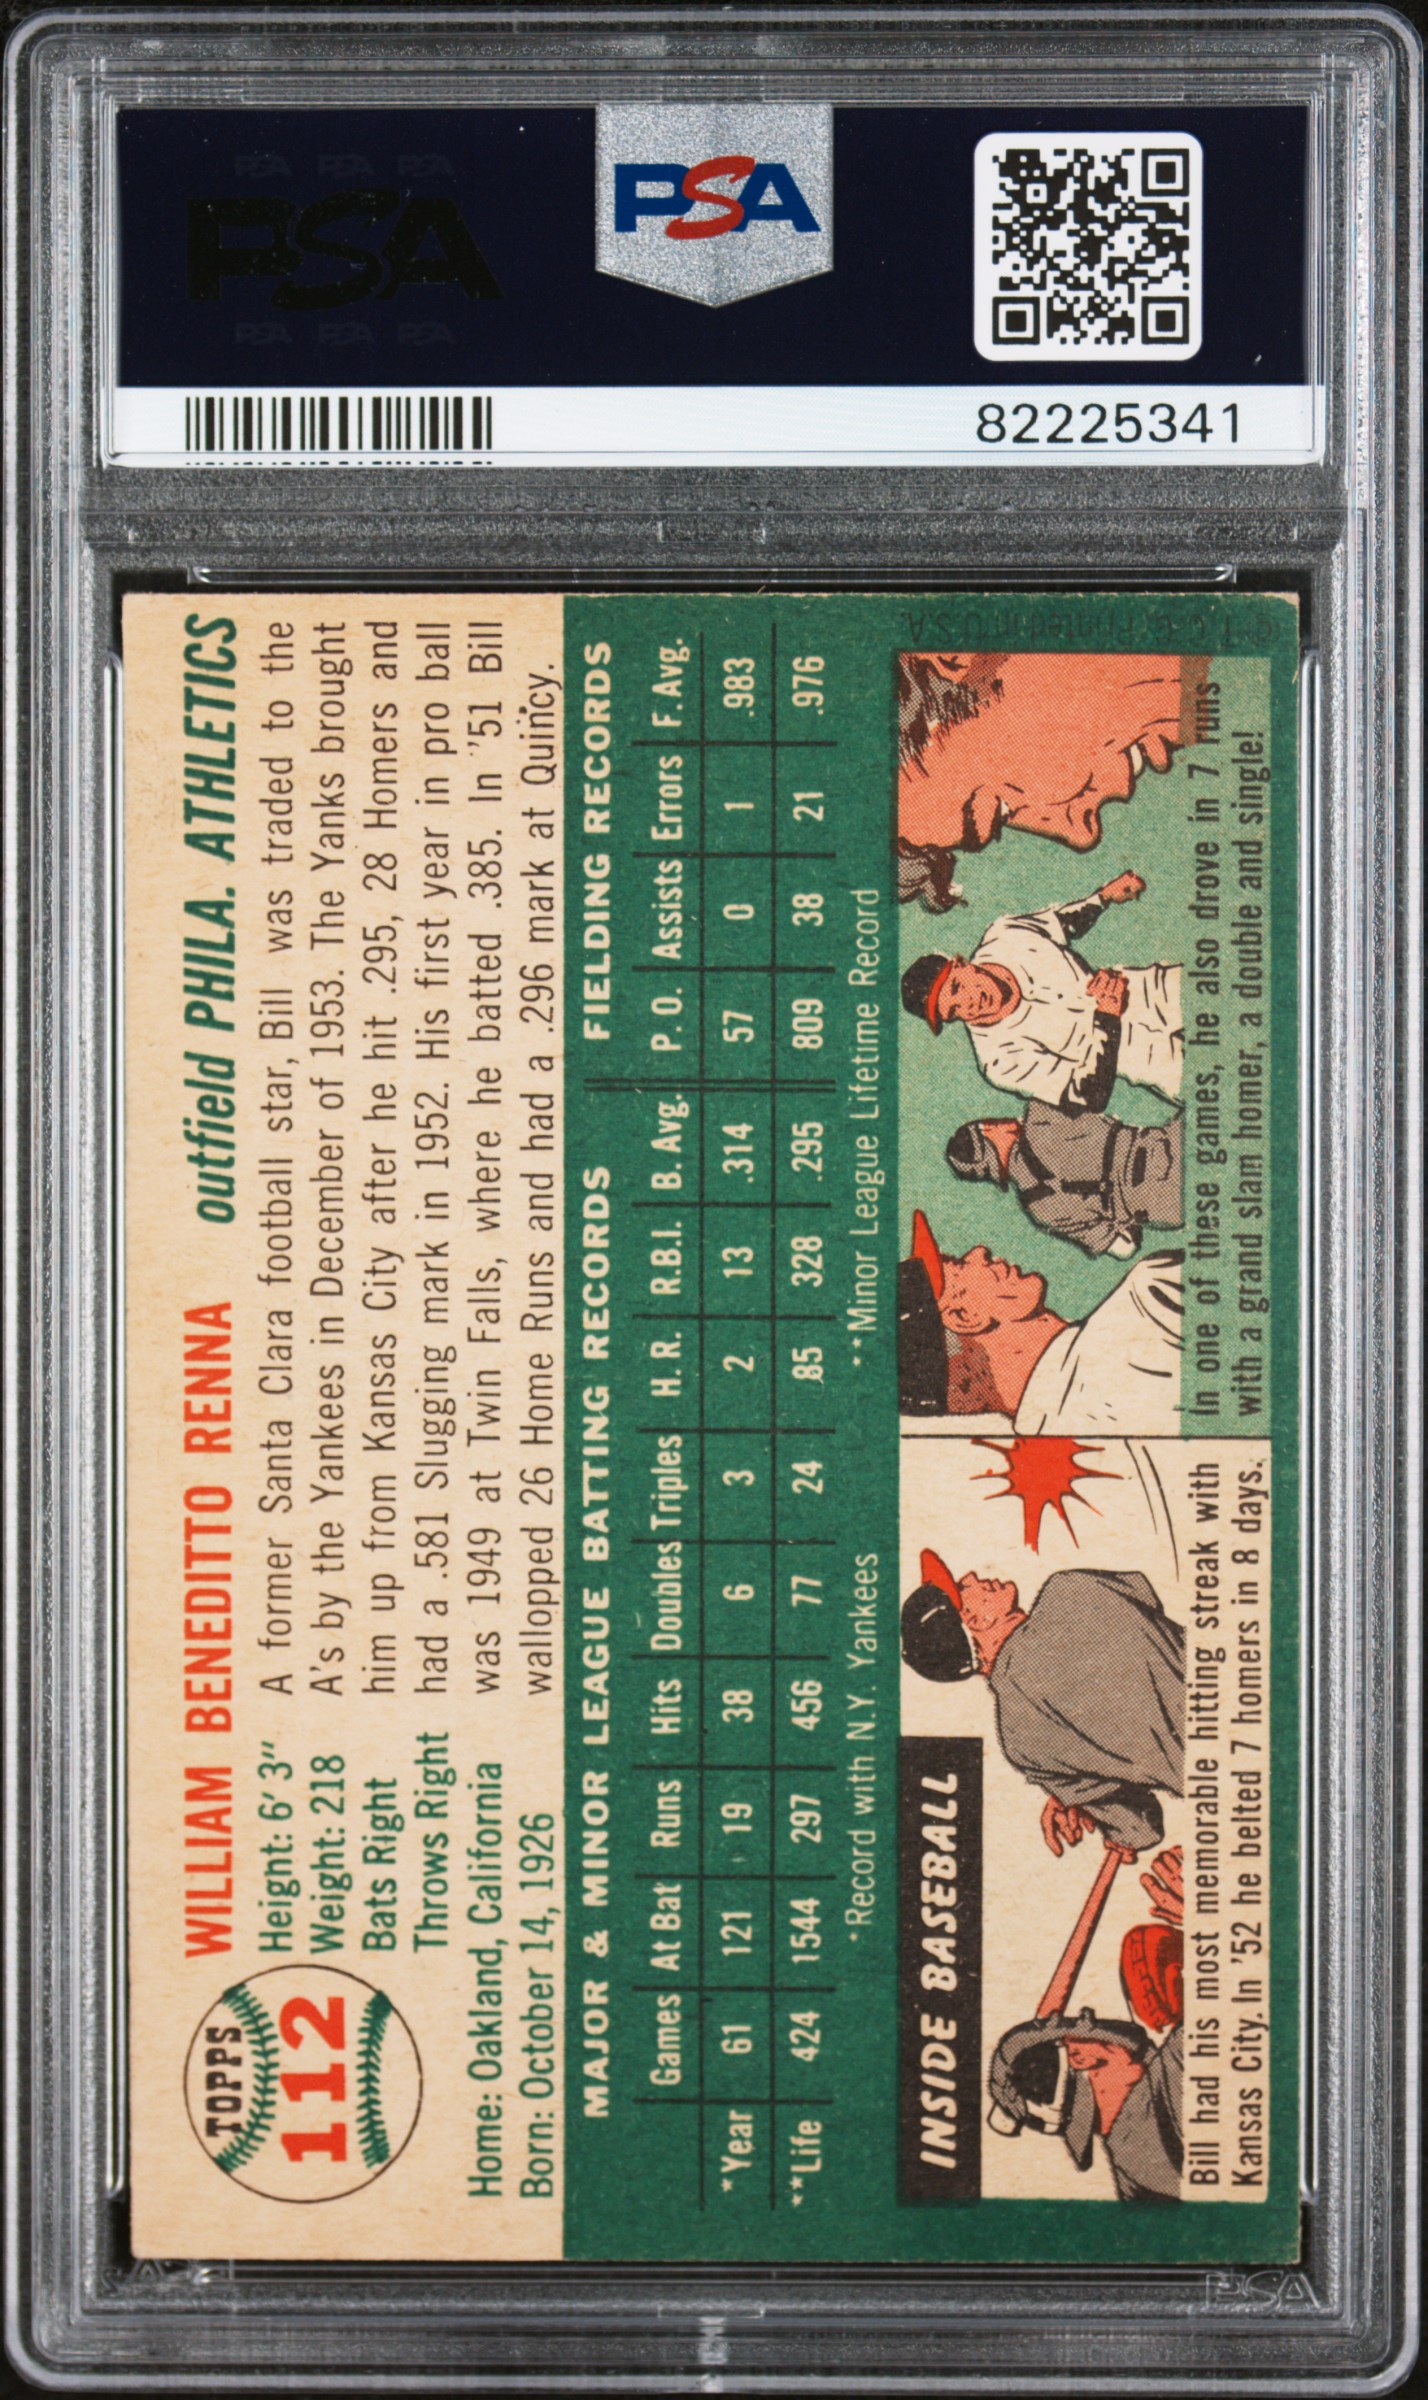 PSA
PSA PSA PSA
PSA
PSA PSA PSA
82225341
TOPPS
112
WILLIAM BENEDITTO RENNA outfield PHILA. ATHLETICS
Height: 6' 3"
Weight: 218
Bats Right
Throws Right
Home: Oakland, California
Born: October 14, 1926
A former Santa Clara football star, Bill was traded to the
A's by the Yankees in December of 1953. The Yanks brought
him up from Kansas City after he hit .295, 28 Homers and
had a .581 Slugging mark in 1952. His first year in pro ball
was 1949 at Twin Falls, where he batted .385. In '51 Bill
walloped 26 Home Runs and had a .296 mark at Quincy.
MAJOR & MINOR LEAGUE BATTING RECORDS FIELDING RECORDS
Games At Bat Runs Hits Doubles Triples H. R. R.B.I. B. Avg. P. O. Assists Errors F. Avg.
*Year 61 121 19 38 6 3 2 13 .314 57 0 1 .983
**Life 424 1544 297 456 77 24 85 328 .295 809 38 21 .976
*Record with N.Y. Yankees **Minor League Lifetime Record
INSIDE BASEBALL
Bill had his most memorable hitting streak with
Kansas City. In '52 he belted 7 homers in 8 days.
In one of these games, he also drove in 7 runs
with a grand slam homer, a double and single!
© T. C. G. Printed in U.S.A.
PSA
PSA